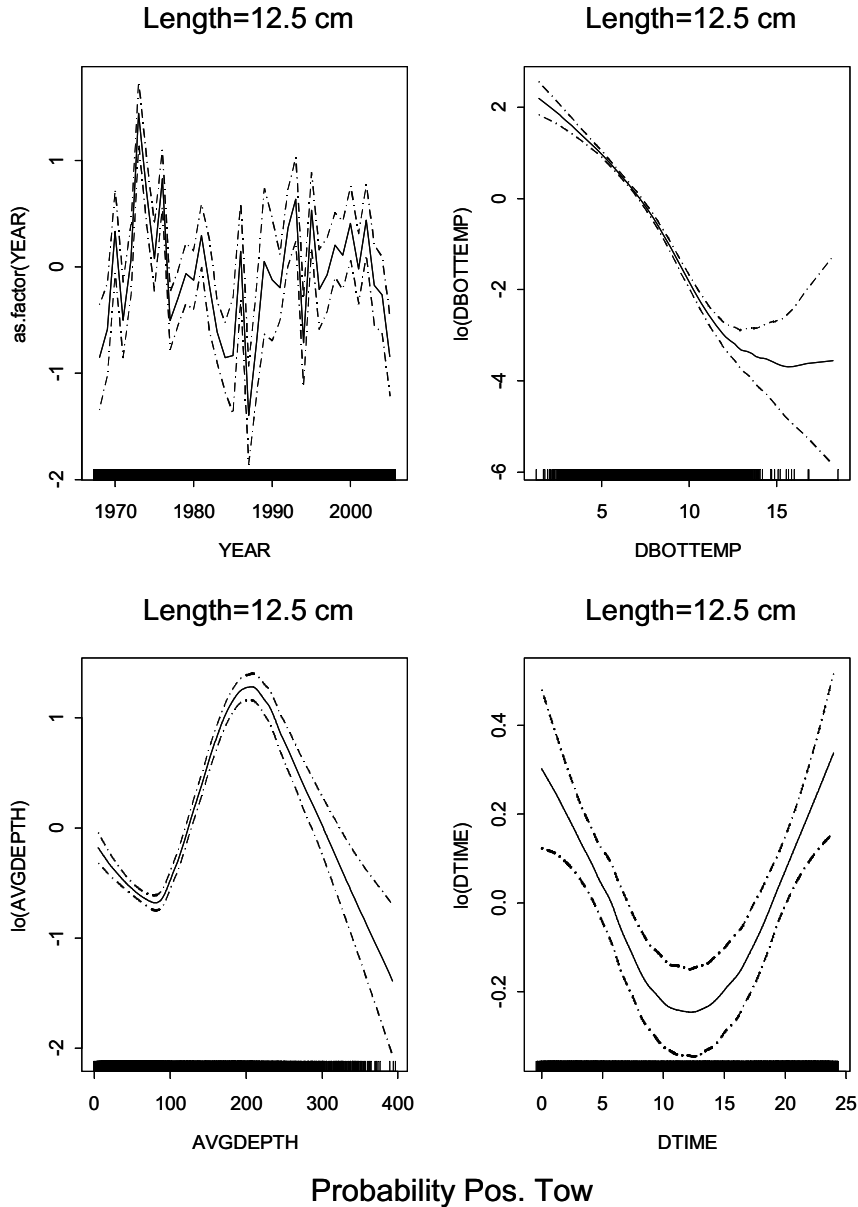 Length=12.5 cm
as.factor(YEAR)
1
0
-1
-2
1970 1980 1990 2000
YEAR
Length=12.5 cm
lo(DBOTTEMP)
2
0
-2
-4
-6
5 10 15
DBOTTEMP
Length=12.5 cm
lo(AVGDEPTH)
1
0
-1
-2
0 100 200 300 400
AVGDEPTH
Length=12.5 cm
lo(DTIME)
0.4
0.2
0.0
-0.2
0 5 10 15 20 25
DTIME
Probability Pos. Tow